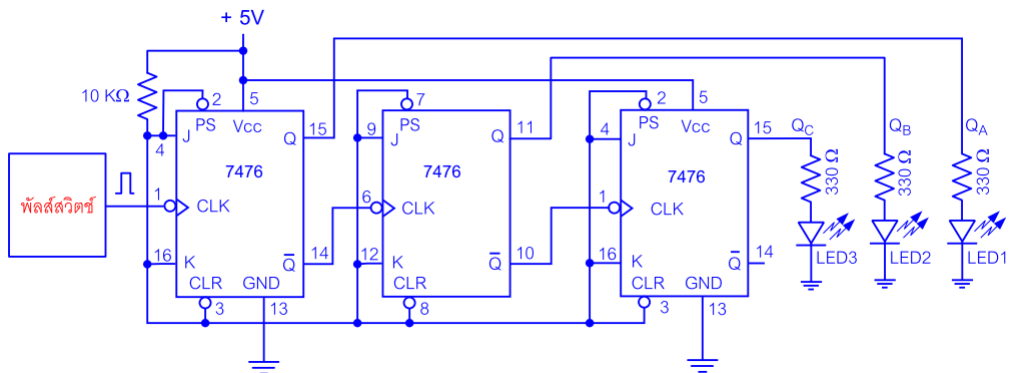 + 5V
10 KΩ
2
5
7
2
5
PS
Vcc
Q
15
PS
Q
11
PS
Vcc
Q
15
QC
QB
QA
J
4
9
J
4
J
7476
7476
7476
330 Ω
330 Ω
330 Ω
พัลส์สวิตช์
1
CLK
6
CLK
1
CLK
16
K
Q̅
14
12
K
Q̅
10
16
K
Q̅
14
LED3
LED2
LED1
CLR
GND
CLR
CLR
GND
3
13
8
3
13